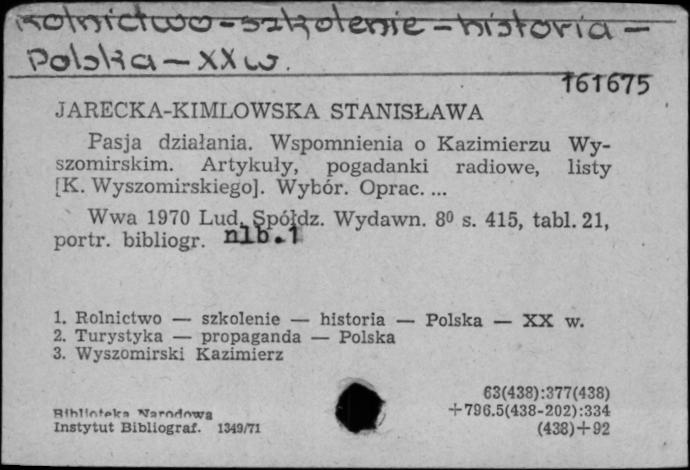 Rolnictwo - szkolenie - historia -
Polska - XX w.
161675
JARECKA-KIMLOWSKA STANISŁAWA
Pasja działania. Wspomnienia o Kazimierzu Wy-
szomirskim. Artykuły, pogadanki radiowe, listy
[K. Wyszomirskiego]. Wybór. Oprac. ...
Wwa 1970 Lud. Spółdz. Wydawn. 8⁰ s. 415, tabl. 21,
portr. bibliogr. nlb.1
1. Rolnictwo — szkolenie — historia — Polska — XX w.
2. Turystyka — propaganda — Polska
3. Wyszomirski Kazimierz
63(438):377(438)
Biblioteka Narodowa +796.5(438-202):334
Instytut Bibliograf. 1349/71 (438)+92